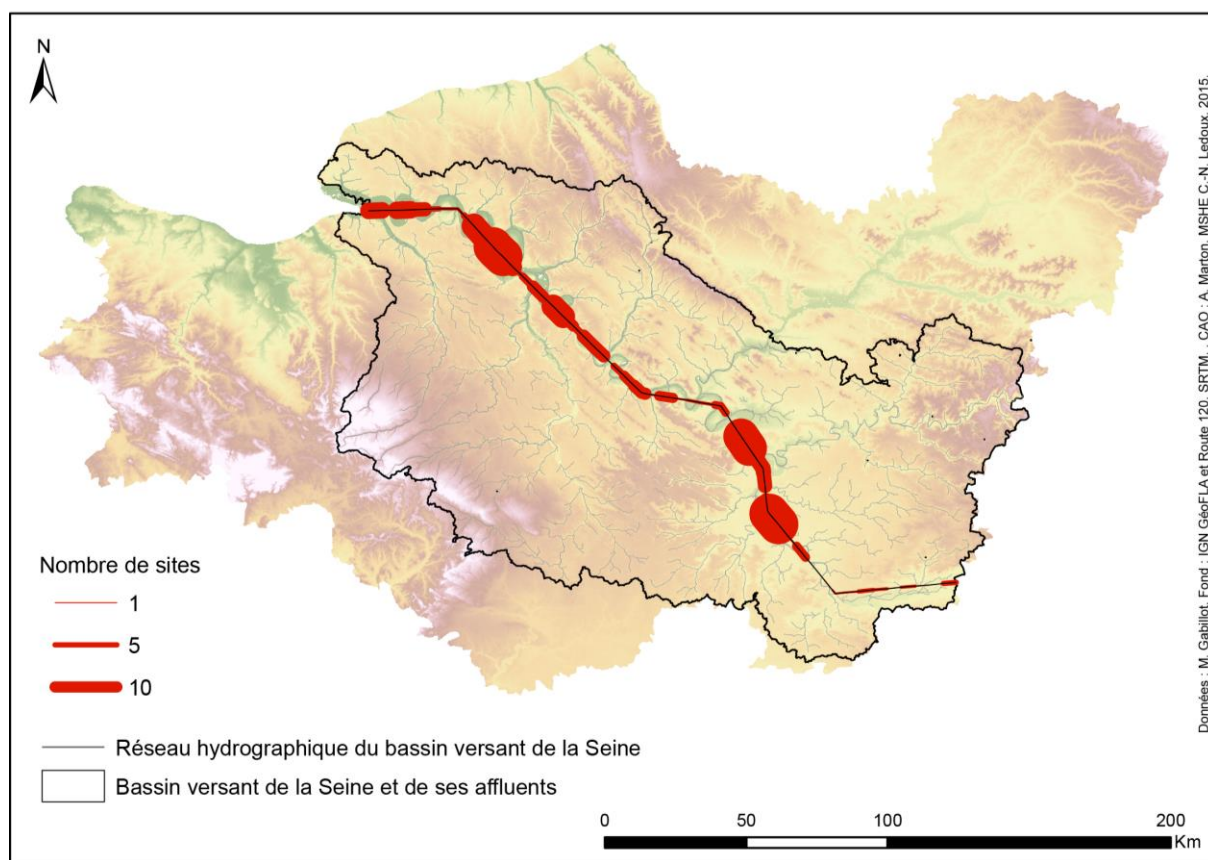 N
Nombre de sites
1
5
10
Réseau hydrographique du bassin versant de la Seine
Bassin versant de la Seine et de ses affluents
0 50 100 200
Km
Données : M. Gabillot. Fond : IGN GéoFLA et Route 120. SRTM. . CAO : A. Marton. MSHE C.-N. Ledoux. 2015.